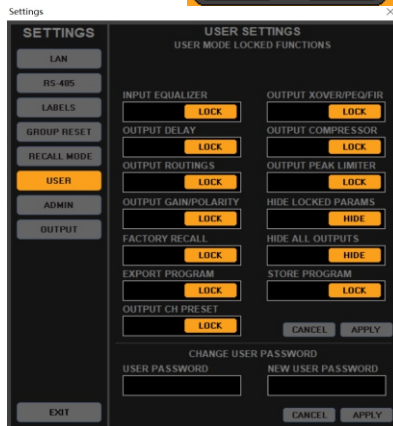 Settings
SETTINGS
LAN
RS-485
LABELS
GROUP RESET
RECALL MODE
USER
ADMIN
OUTPUT
EXIT
USER SETTINGS
USER MODE LOCKED FUNCTIONS
INPUT EQUALIZER
LOCK
OUTPUT XOVER/PEQ/FIR
LOCK
OUTPUT DELAY
LOCK
OUTPUT COMPRESSOR
LOCK
OUTPUT ROUTINGS
LOCK
OUTPUT PEAK LIMITER
LOCK
OUTPUT GAIN/POLARITY
LOCK
HIDE LOCKED PARAMS
HIDE
FACTORY RECALL
LOCK
HIDE ALL OUTPUTS
HIDE
EXPORT PROGRAM
LOCK
STORE PROGRAM
LOCK
OUTPUT CH PRESET
LOCK
CANCEL APPLY
CHANGE USER PASSWORD
USER PASSWORD
NEW USER PASSWORD
CANCEL APPLY